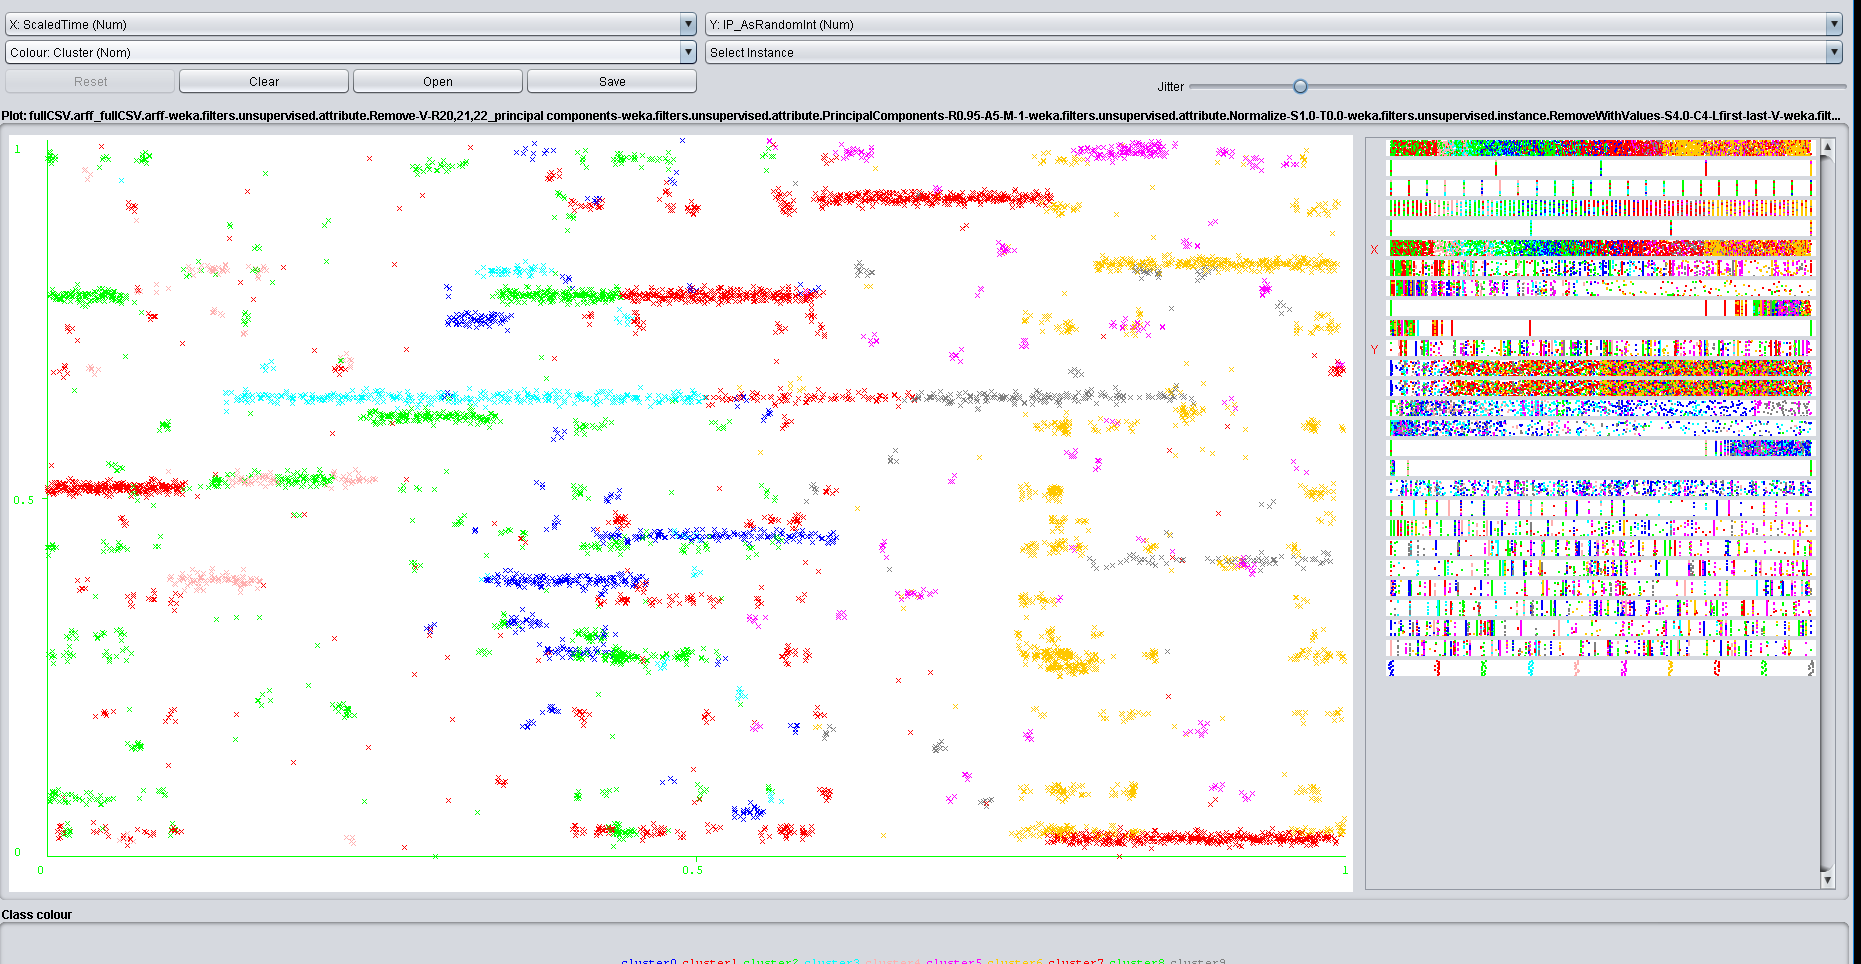 X: ScaledTime (Num)
Y: IP_AsRandomInt (Num)
Colour: Cluster (Nom)
Select Instance
Reset
Clear
Open
Save
Jitter
Plot: fullCSV.arff_fullCSV.arff-weka.filters.unsupervised.attribute.Remove-V-R20,21,22_principal components-weka.filters.unsupervised.attribute.PrincipalComponents-R0.95-A5-M-1-weka.filters.unsupervised.attribute.Normalize-S1.0-T0.0-weka.filters.unsupervised.instance.RemoveWithValues-S4.0-C4-Lfirst-last-V-weka.filt...
1
0.5
0
0
0.5
1
X
Y
Class colour
cluster0 cluster1 cluster2 cluster3 cluster4 cluster5 cluster6 cluster7 cluster8 cluster9